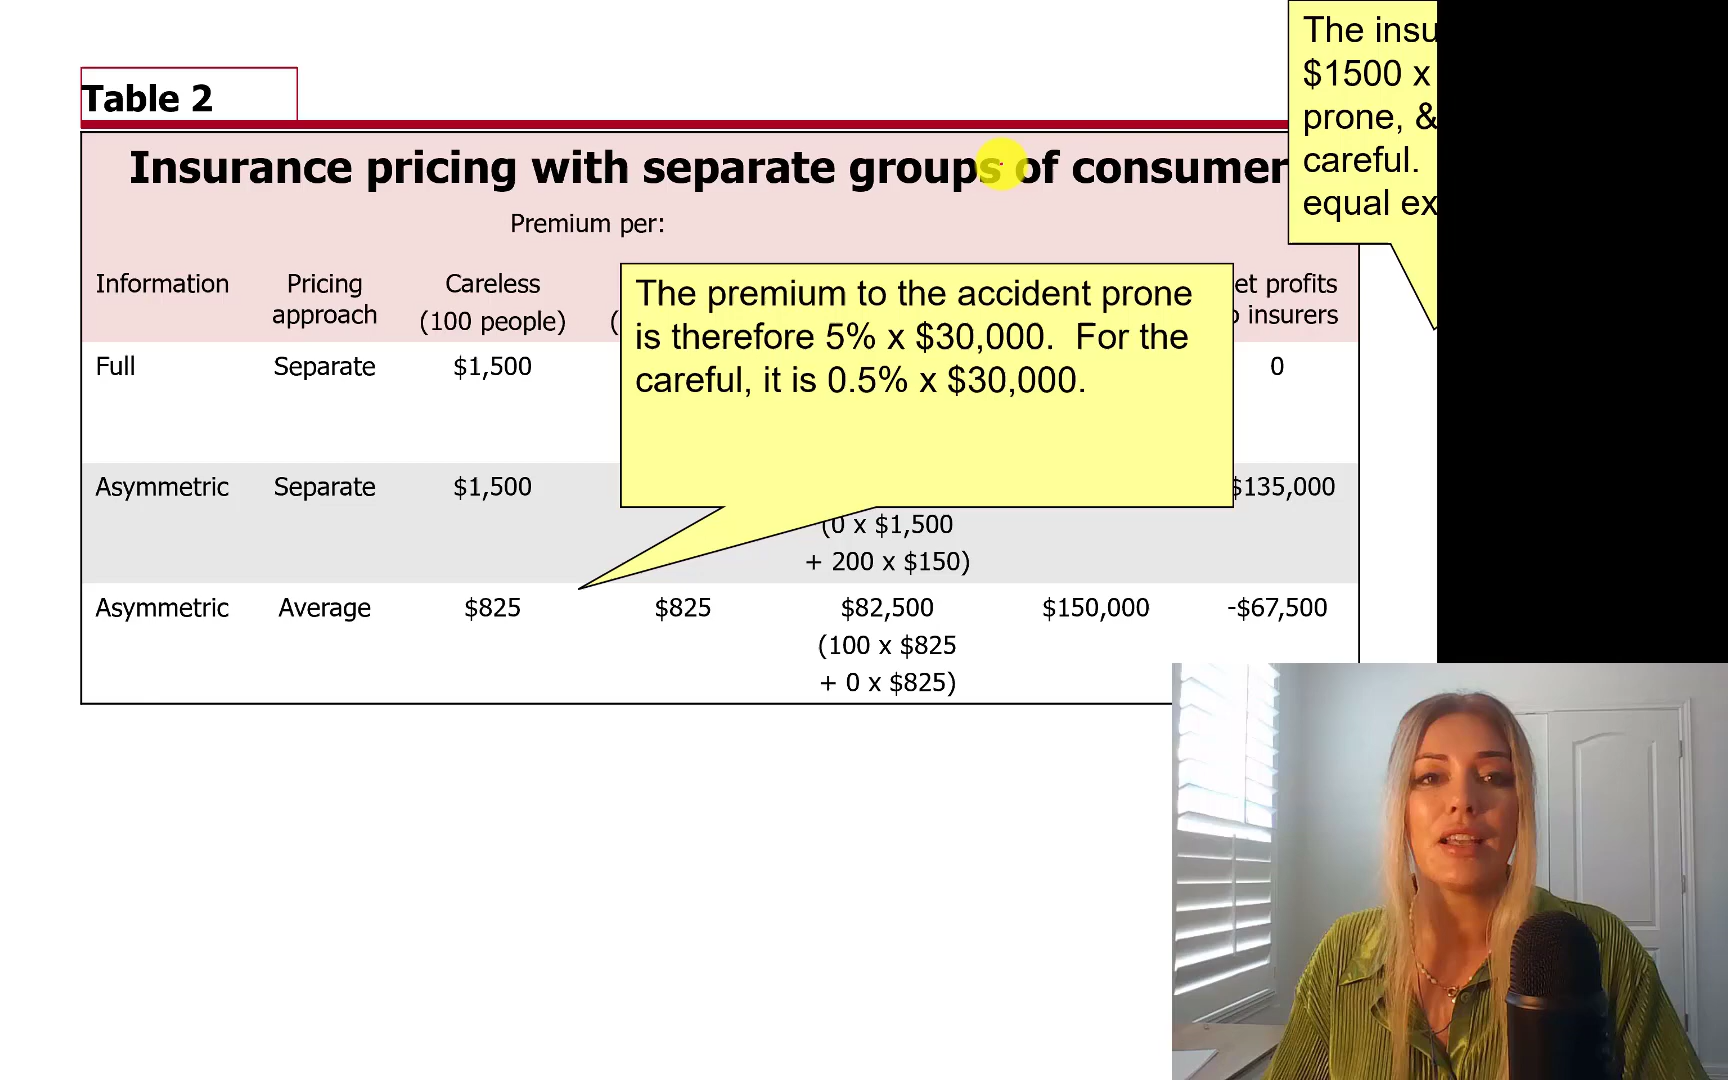 The insu
$1500 x
prone, &
careful.
equal ex
Table 2
Insurance pricing with separate groups of consumer
Premium per:
Information
Pricing
approach
Careless
(100 people)
(
et profits
insurers
The premium to the accident prone
is therefore 5% x $30,000. For the
careful, it is 0.5% x $30,000.
Full
Separate
$1,500
0
Asymmetric
Separate
$1,500
$135,000
(0 x $1,500
+ 200 x $150)
Asymmetric
Average
$825
$825
$82,500
(100 x $825
+ 0 x $825)
$150,000
-$67,500